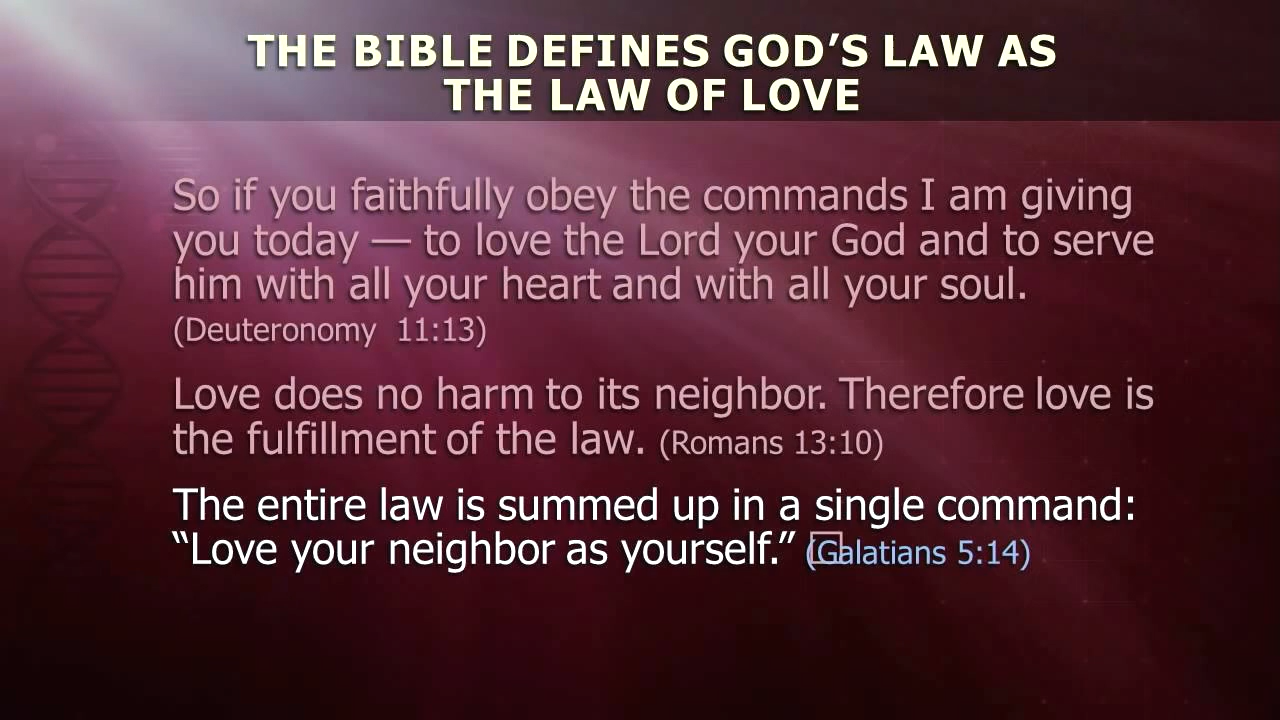 THE BIBLE DEFINES GOD’S LAW AS
THE LAW OF LOVE
So if you faithfully obey the commands I am giving
you today — to love the Lord your God and to serve
him with all your heart and with all your soul.
(Deuteronomy 11:13)
Love does no harm to its neighbor. Therefore love is
the fulfillment of the law. (Romans 13:10)
The entire law is summed up in a single command:
“Love your neighbor as yourself.” (Galatians 5:14)